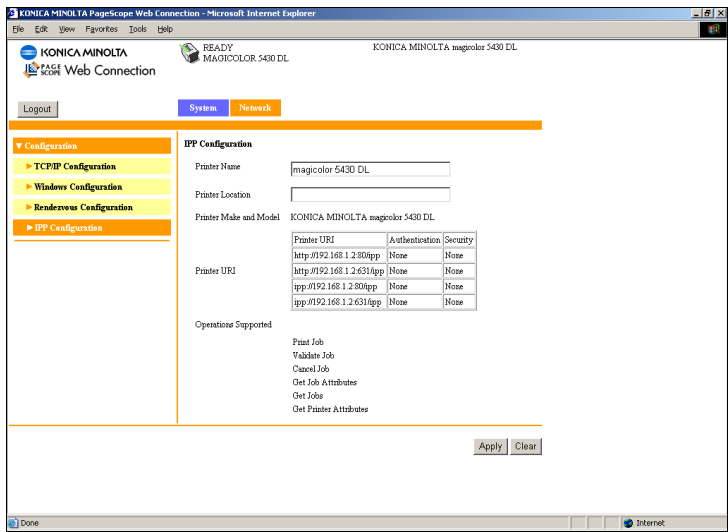 KONICA MINOLTA PageScope Web Connection - Microsoft Internet Explorer
File Edit View Favorites Tools Help
KONICA MINOLTA
PAGE SCOPE Web Connection
READY
MAGICOLOR 5430 DL
KONICA MINOLTA magicolor 5430 DL
Logout
System Network
Configuration
TCP/IP Configuration
Windows Configuration
Rendezvous Configuration
IPP Configuration
IPP Configuration
Printer Name magicolor 5430 DL
Printer Location
Printer Make and Model KONICA MINOLTA magicolor 5430 DL
Printer URI
Printer URI Authentication Security
http://192.168.1.2:80/ipp None None
http://192.168.1.2:631/ipp None None
ipp://192.168.1.2:80/ipp None None
ipp://192.168.1.2:631/ipp None None
Operations Supported
Print Job
Validate Job
Cancel Job
Get Job Attributes
Get Jobs
Get Printer Attributes
Apply Clear
Done Internet